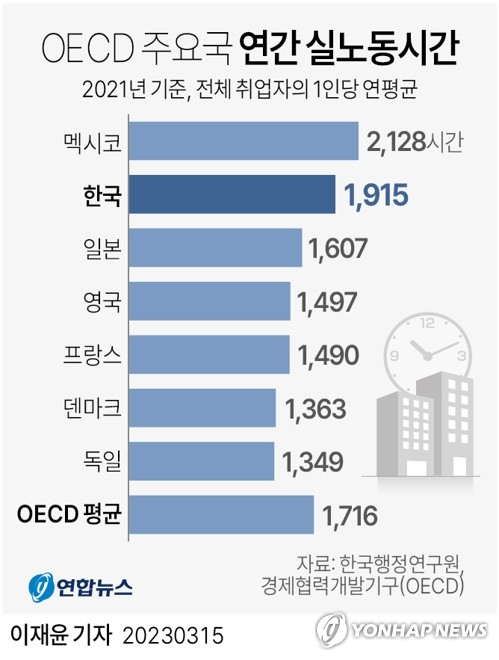 OECD 주요국 연간 실노동시간
2021년 기준, 전체 취업자의 1인당 연평균
멕시코 2,128시간
한국 1,915
일본 1,607
영국 1,497
프랑스 1,490
덴마크 1,363
독일 1,349
OECD 평균 1,716
12
9 3
자료: 한국행정연구원,
경제협력개발기구(OECD)
연합뉴스
이재윤 기자 20230315
YONHAP NEWS